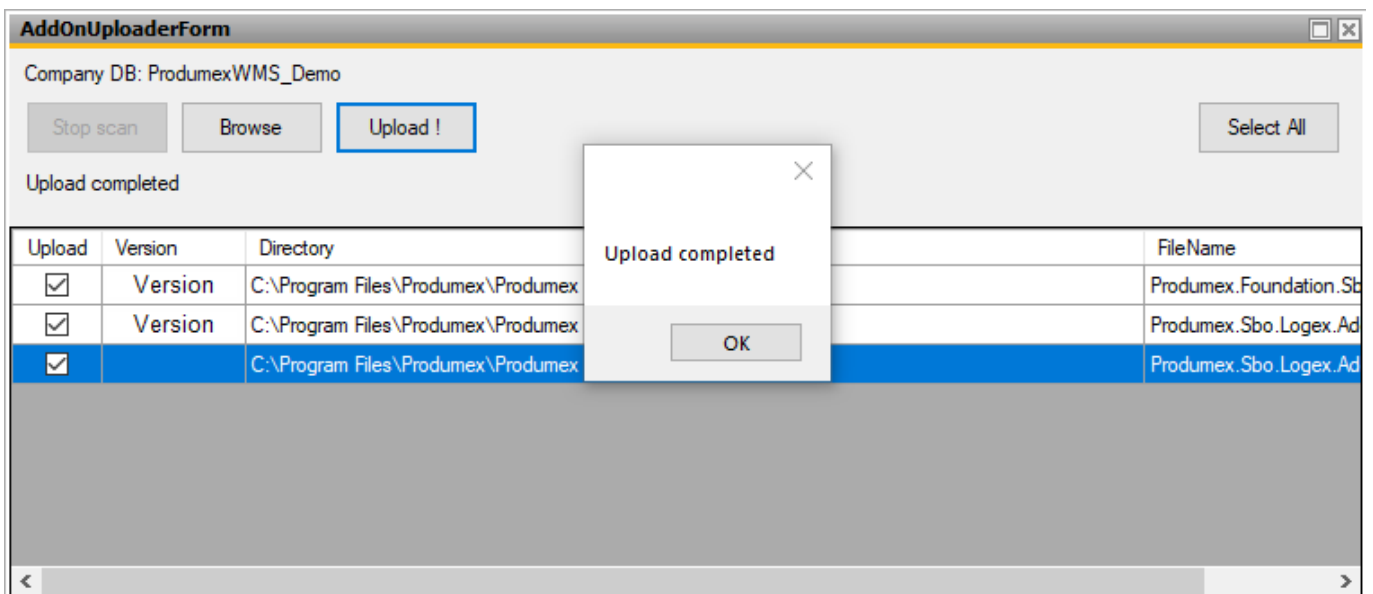 AddOnUploaderForm
Company DB: ProdumexWMS_Demo
Stop scan Browse Upload ! Select All
Upload completed
Upload completed
OK
Upload Version Directory FileName
Version C:\Program Files\Produmex\Produmex Produmex.Foundation.Sb
Version C:\Program Files\Produmex\Produmex Produmex.Sbo.Logex.Ad
C:\Program Files\Produmex\Produmex Produmex.Sbo.Logex.Ad